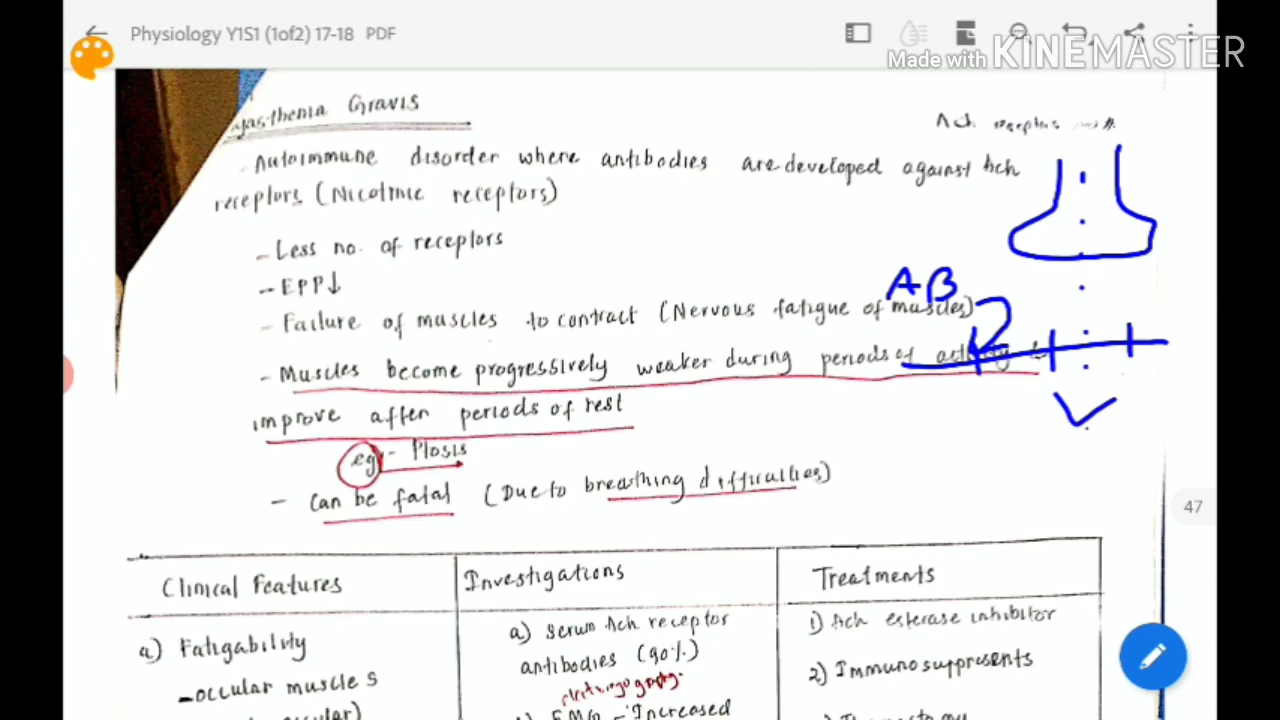 Physiology Y1S1 (1of2) 17-18 PDF
Made with KINEMASTER
yasthenia Gravis
Ach receptor
- Autoimmune disorder where antibodies are developed against Ach
receptors (Nicotinic receptors)
- Less no. of receptors
- EPP↓
AB
- Failure of muscles to contract (Nervous fatigue of muscles)
- Muscles become progressively weaker during periods of activity &
improve after periods of rest
eg:- Ptosis
- Can be fatal (Due to breathing difficulties)
47
Clinical Features
Investigations
Treatments
a) Fatigability
- occular muscles
a) Serum Ach receptor
antibodies (90%)
EMG - Increased
1) Ach esterase inhibitor
2) Immunosuppresents